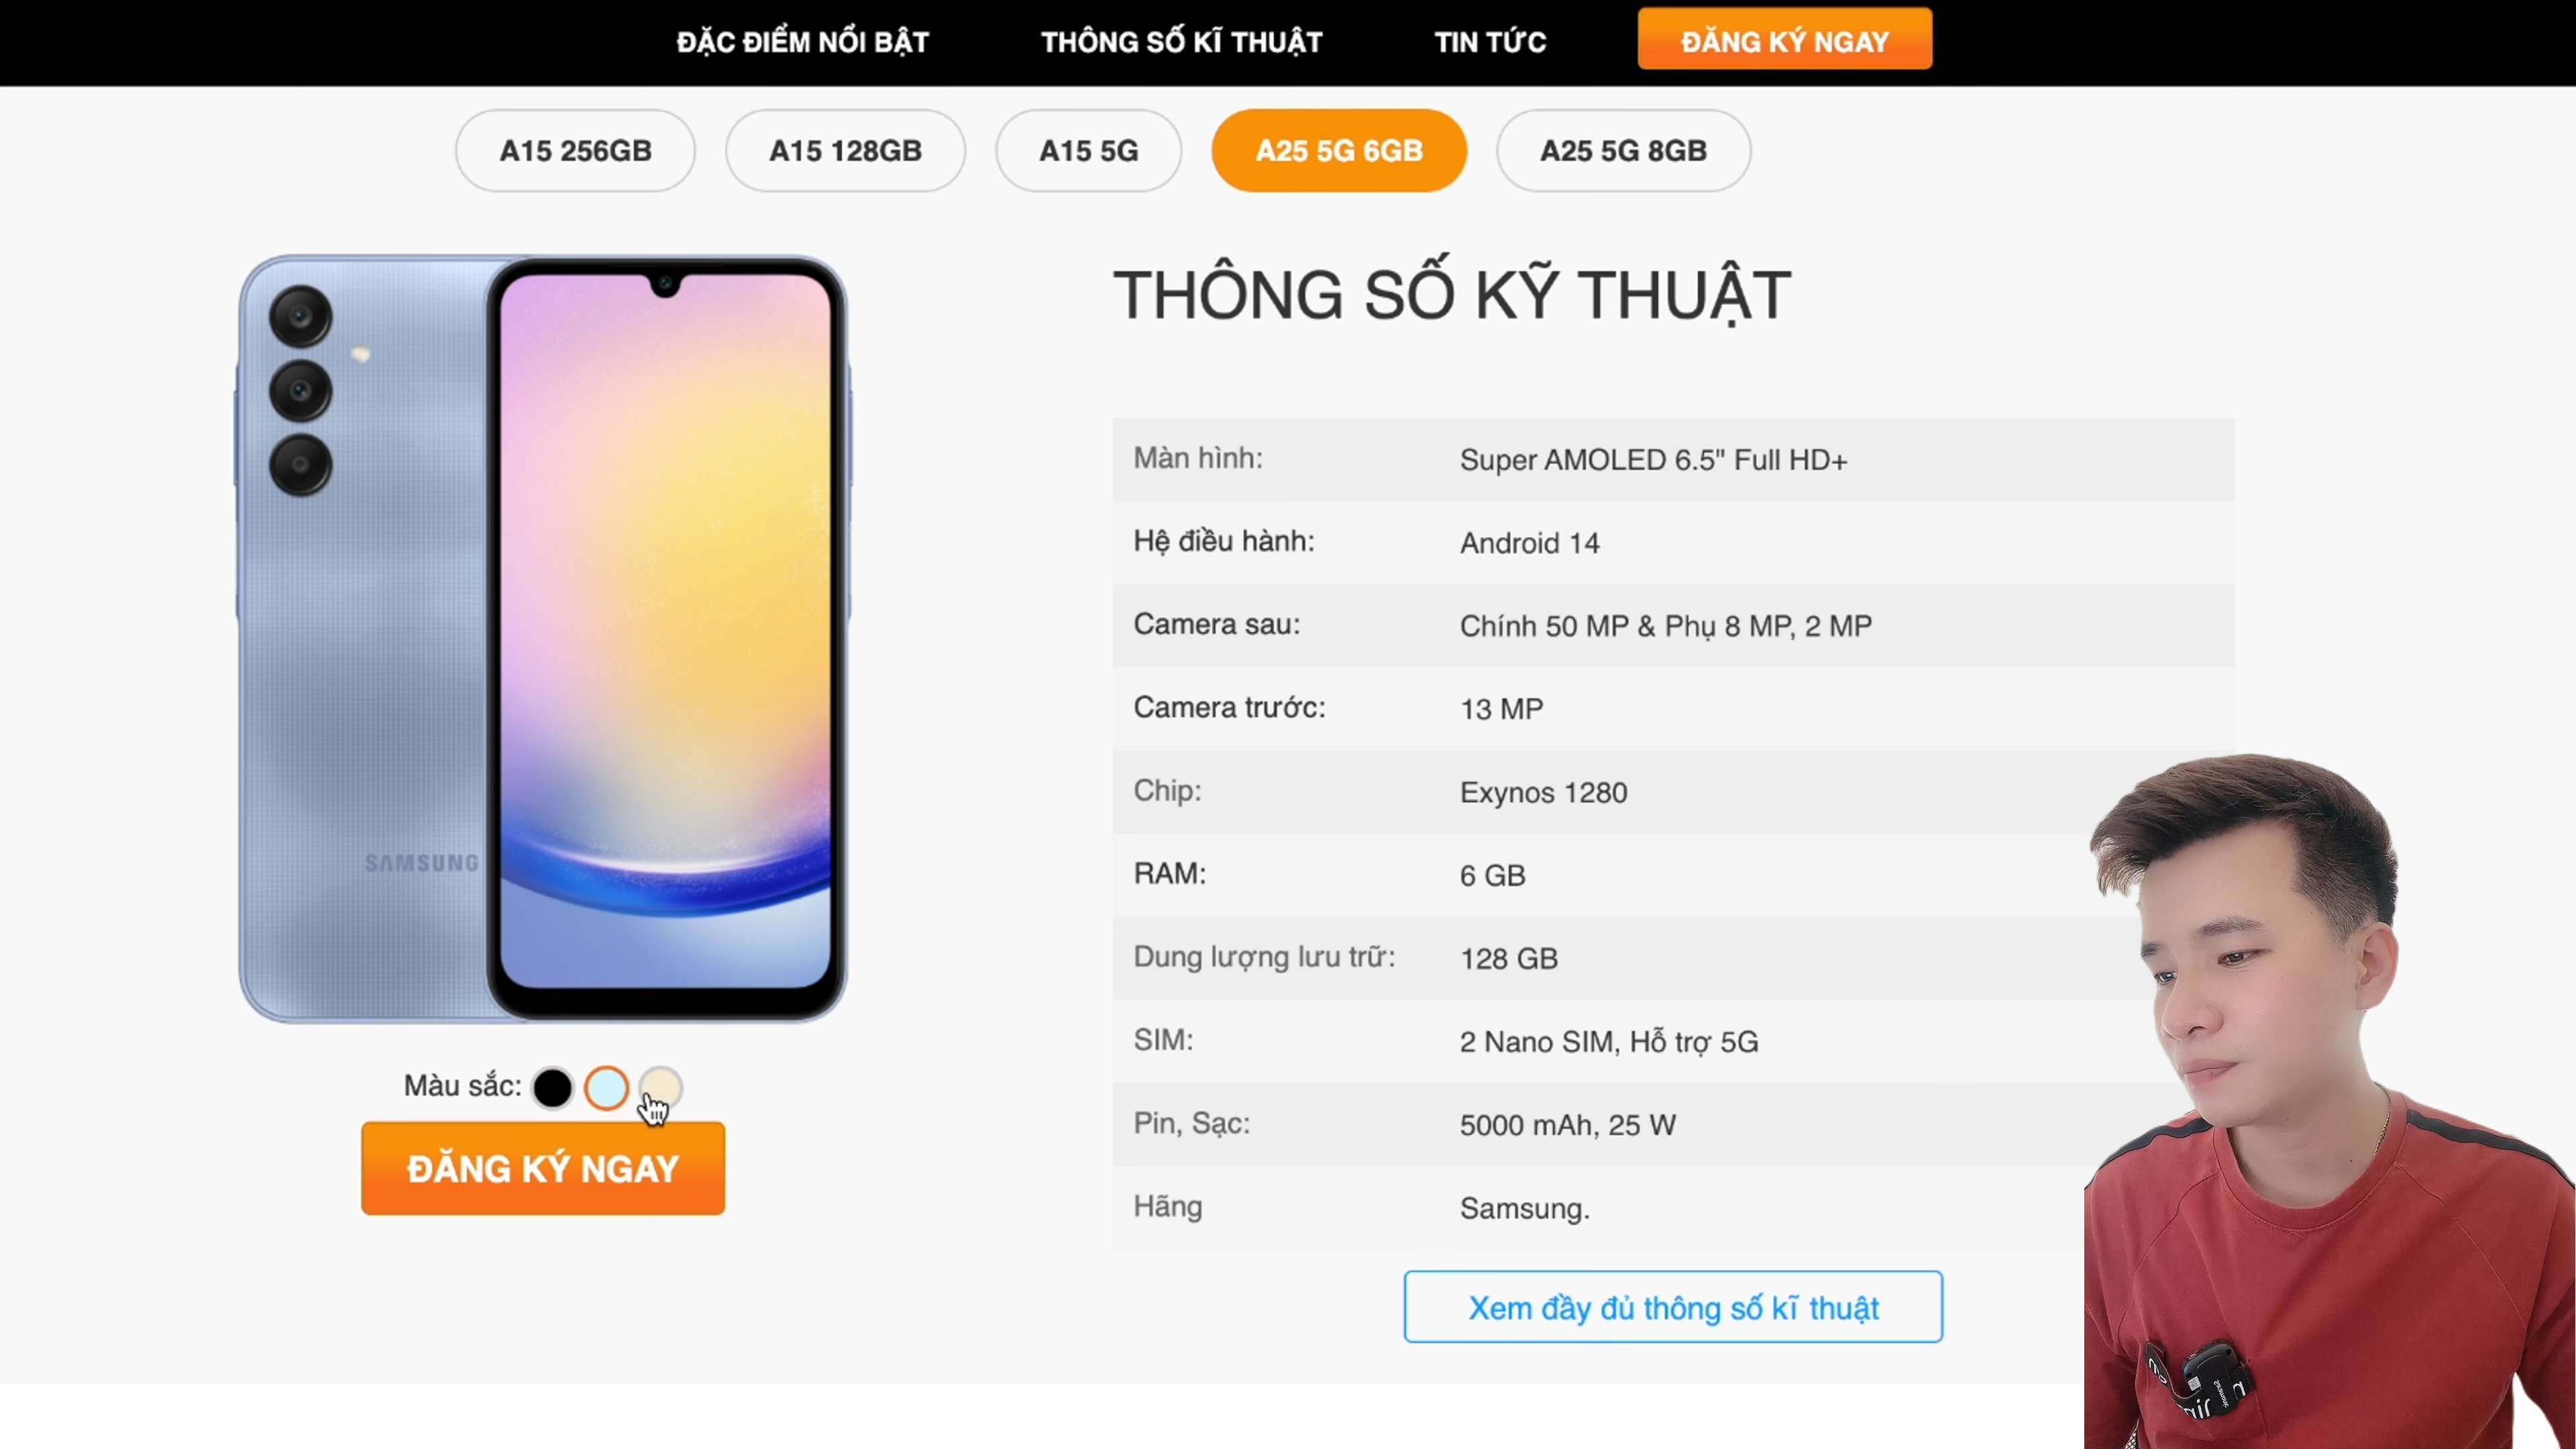 ĐẶC ĐIỂM NỔI BẬT
THÔNG SỐ KĨ THUẬT
TIN TỨC
ĐĂNG KÝ NGAY
A15 256GB
A15 128GB
A15 5G
A25 5G 6GB
A25 5G 8GB
THÔNG SỐ KỸ THUẬT
Màn hình: Super AMOLED 6.5" Full HD+
Hệ điều hành: Android 14
Camera sau: Chính 50 MP & Phụ 8 MP, 2 MP
Camera trước: 13 MP
Chip: Exynos 1280
RAM: 6 GB
Dung lượng lưu trữ: 128 GB
SIM: 2 Nano SIM, Hỗ trợ 5G
Pin, Sạc: 5000 mAh, 25 W
Hãng Samsung.
Xem đầy đủ thông số kĩ thuật
SAMSUNG
Màu sắc:
ĐĂNG KÝ NGAY